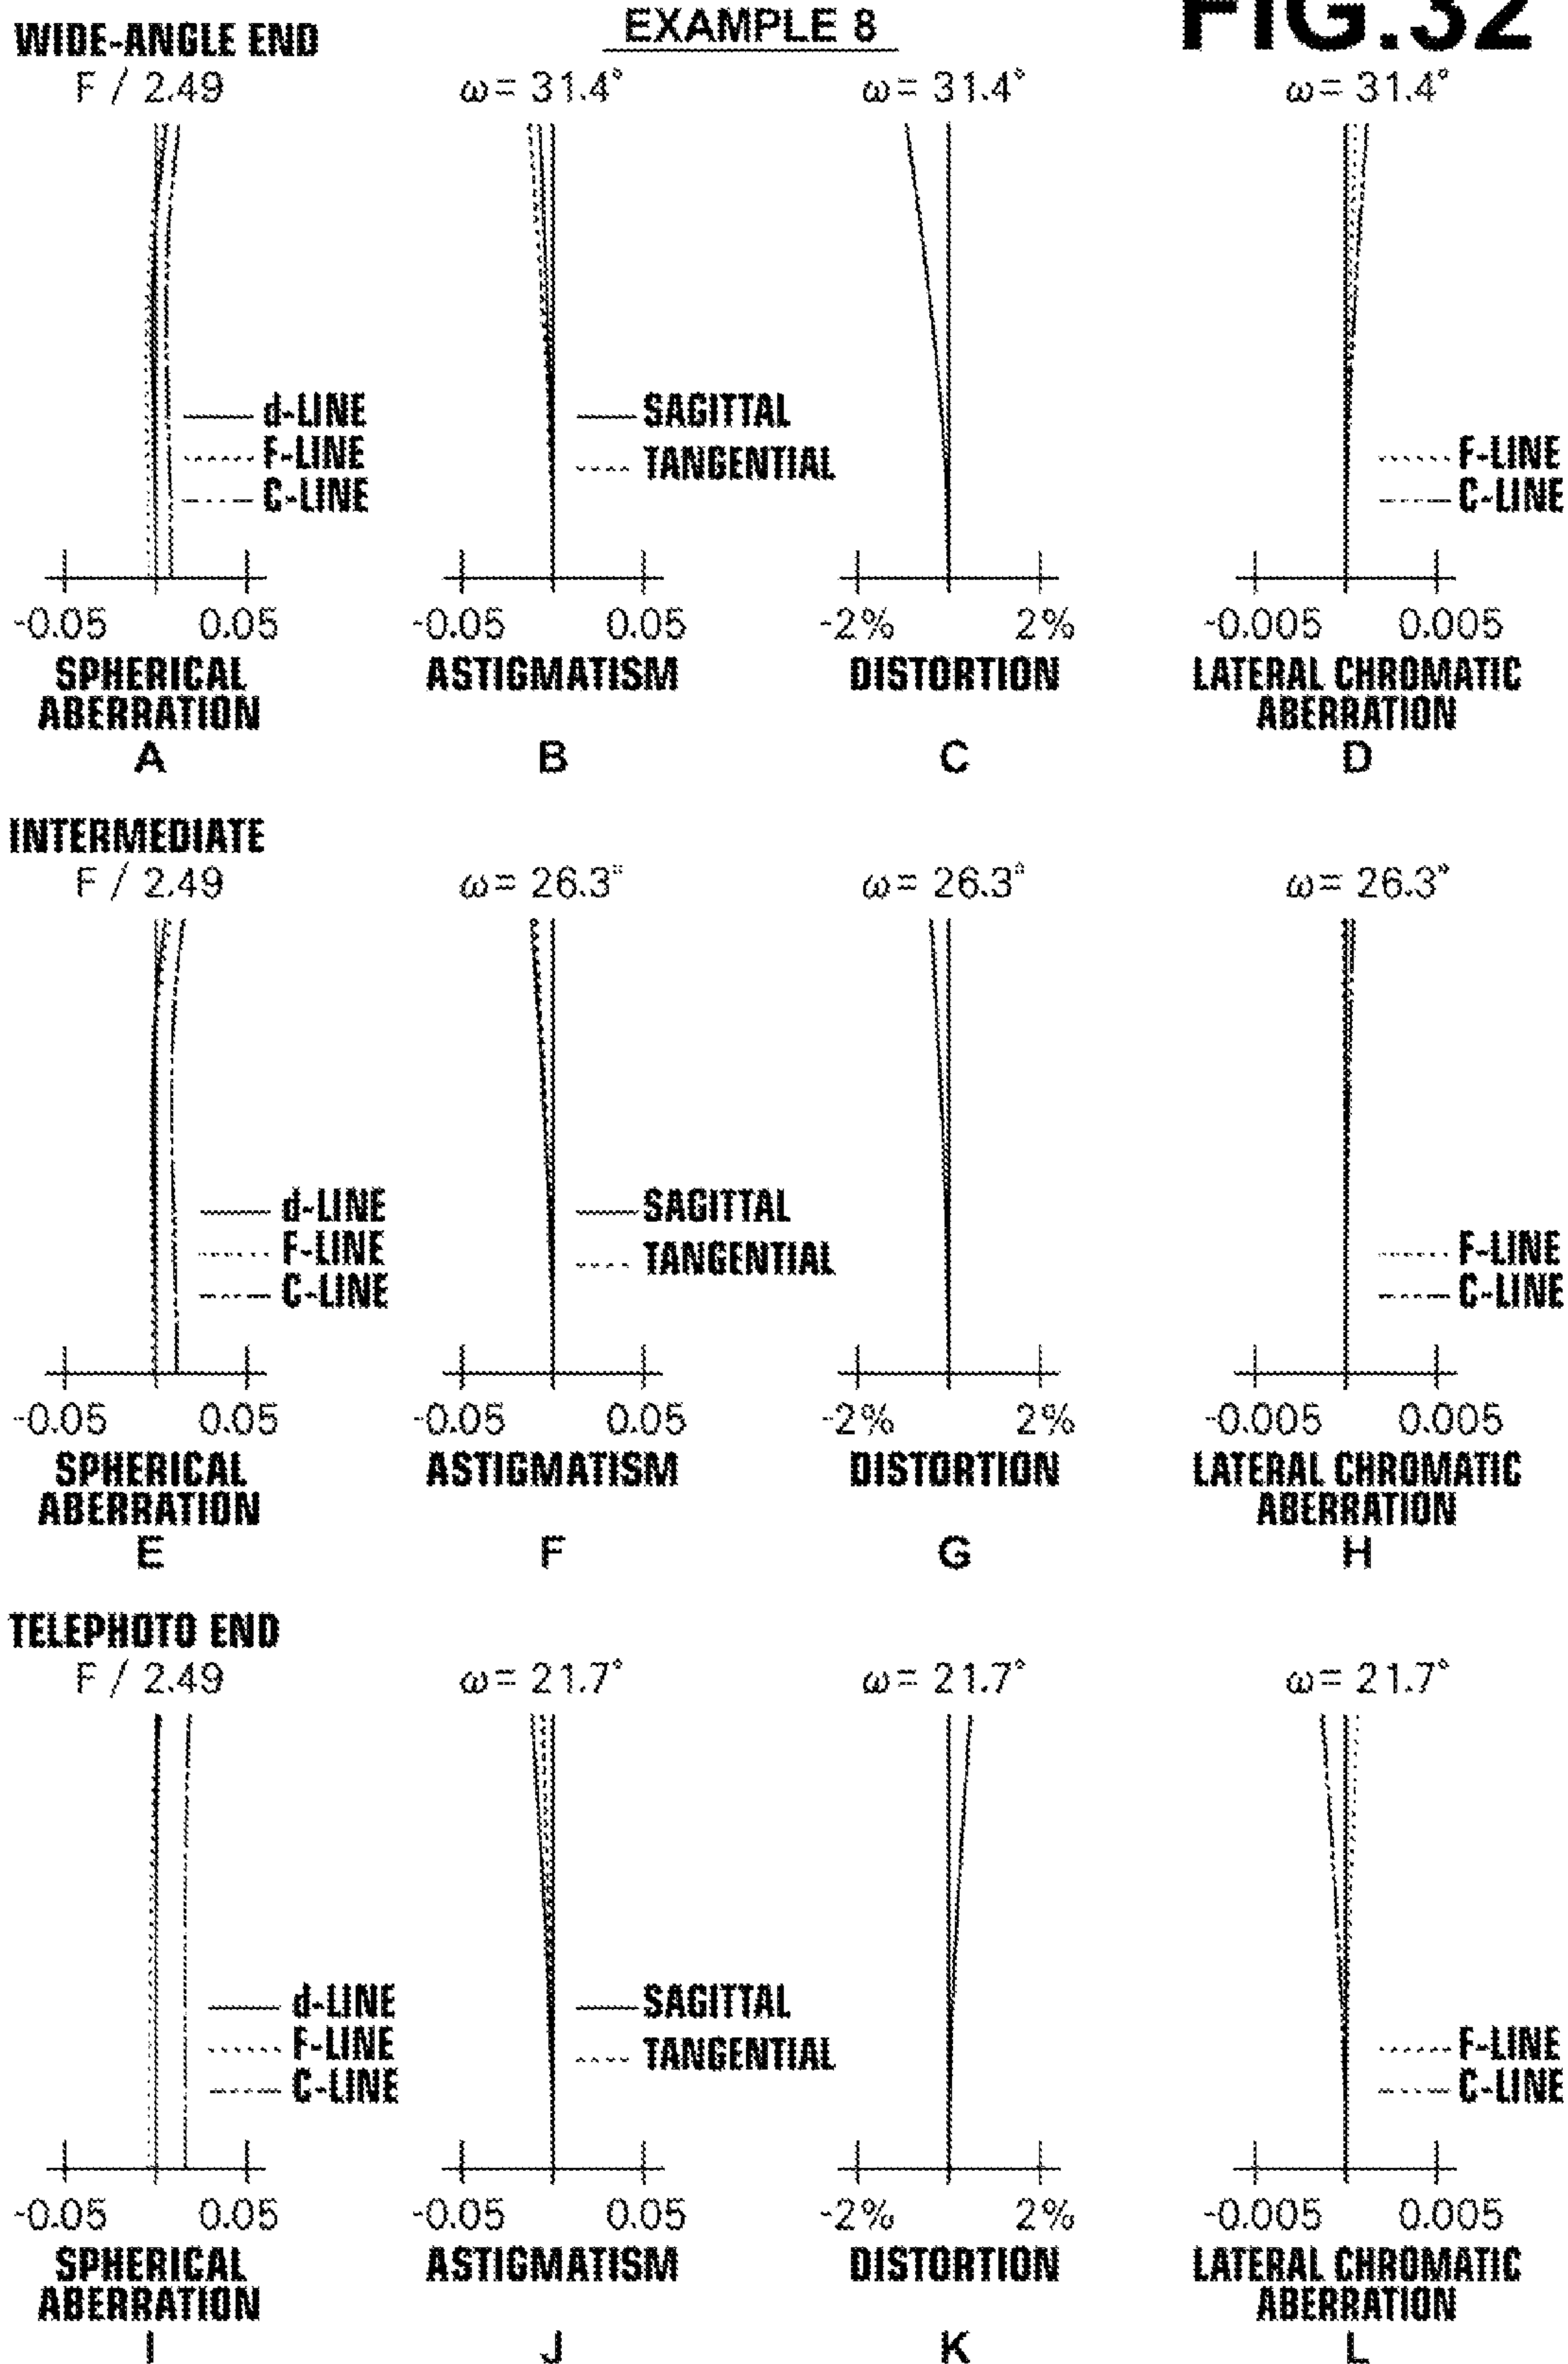 EXAMPLE 8
FIG.32
WIDE-ANGLE END
F / 2.49
ω= 31.4°
ω= 31.4°
ω= 31.4°
d-LINE
F-LINE
C-LINE
SAGITTAL
TANGENTIAL
F-LINE
C-LINE
-0.05 0.05
-0.05 0.05
-2% 2%
-0.005 0.005
SPHERICAL
ABERRATION
ASTIGMATISM
DISTORTION
LATERAL CHROMATIC
ABERRATION
A
B
C
D
INTERMEDIATE
F / 2.49
ω= 26.3°
ω= 26.3°
ω= 26.3°
d-LINE
F-LINE
C-LINE
SAGITTAL
TANGENTIAL
F-LINE
C-LINE
-0.05 0.05
-0.05 0.05
-2% 2%
-0.005 0.005
SPHERICAL
ABERRATION
ASTIGMATISM
DISTORTION
LATERAL CHROMATIC
ABERRATION
E
F
G
H
TELEPHOTO END
F / 2.49
ω= 21.7°
ω= 21.7°
ω= 21.7°
d-LINE
F-LINE
C-LINE
SAGITTAL
TANGENTIAL
F-LINE
C-LINE
-0.05 0.05
-0.05 0.05
-2% 2%
-0.005 0.005
SPHERICAL
ABERRATION
ASTIGMATISM
DISTORTION
LATERAL CHROMATIC
ABERRATION
I
J
K
L